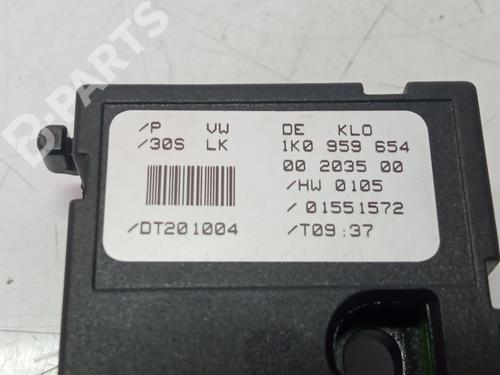 B-PARTS
/P VW DE KLO
/30S LK 1K0 959 654
00 2035 00
/HW 0105
/01551572
/DT201004 /T09:37